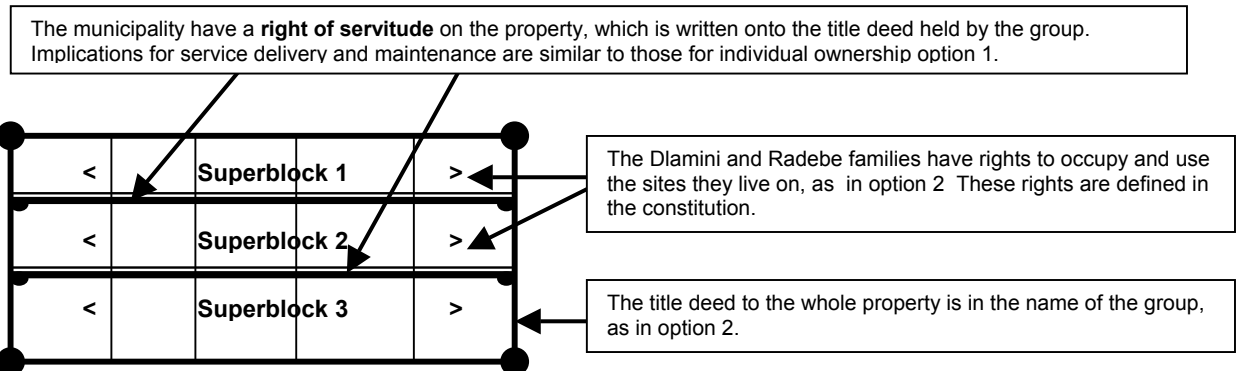 The municipality have a right of servitude on the property, which is written onto the title deed held by the group.
Implications for service delivery and maintenance are similar to those for individual ownership option 1.
< Superblock 1 >
The Dlamini and Radebe families have rights to occupy and use
the sites they live on, as in option 2 These rights are defined in
the constitution.
< Superblock 2 >
< Superblock 3 >
The title deed to the whole property is in the name of the group,
as in option 2.